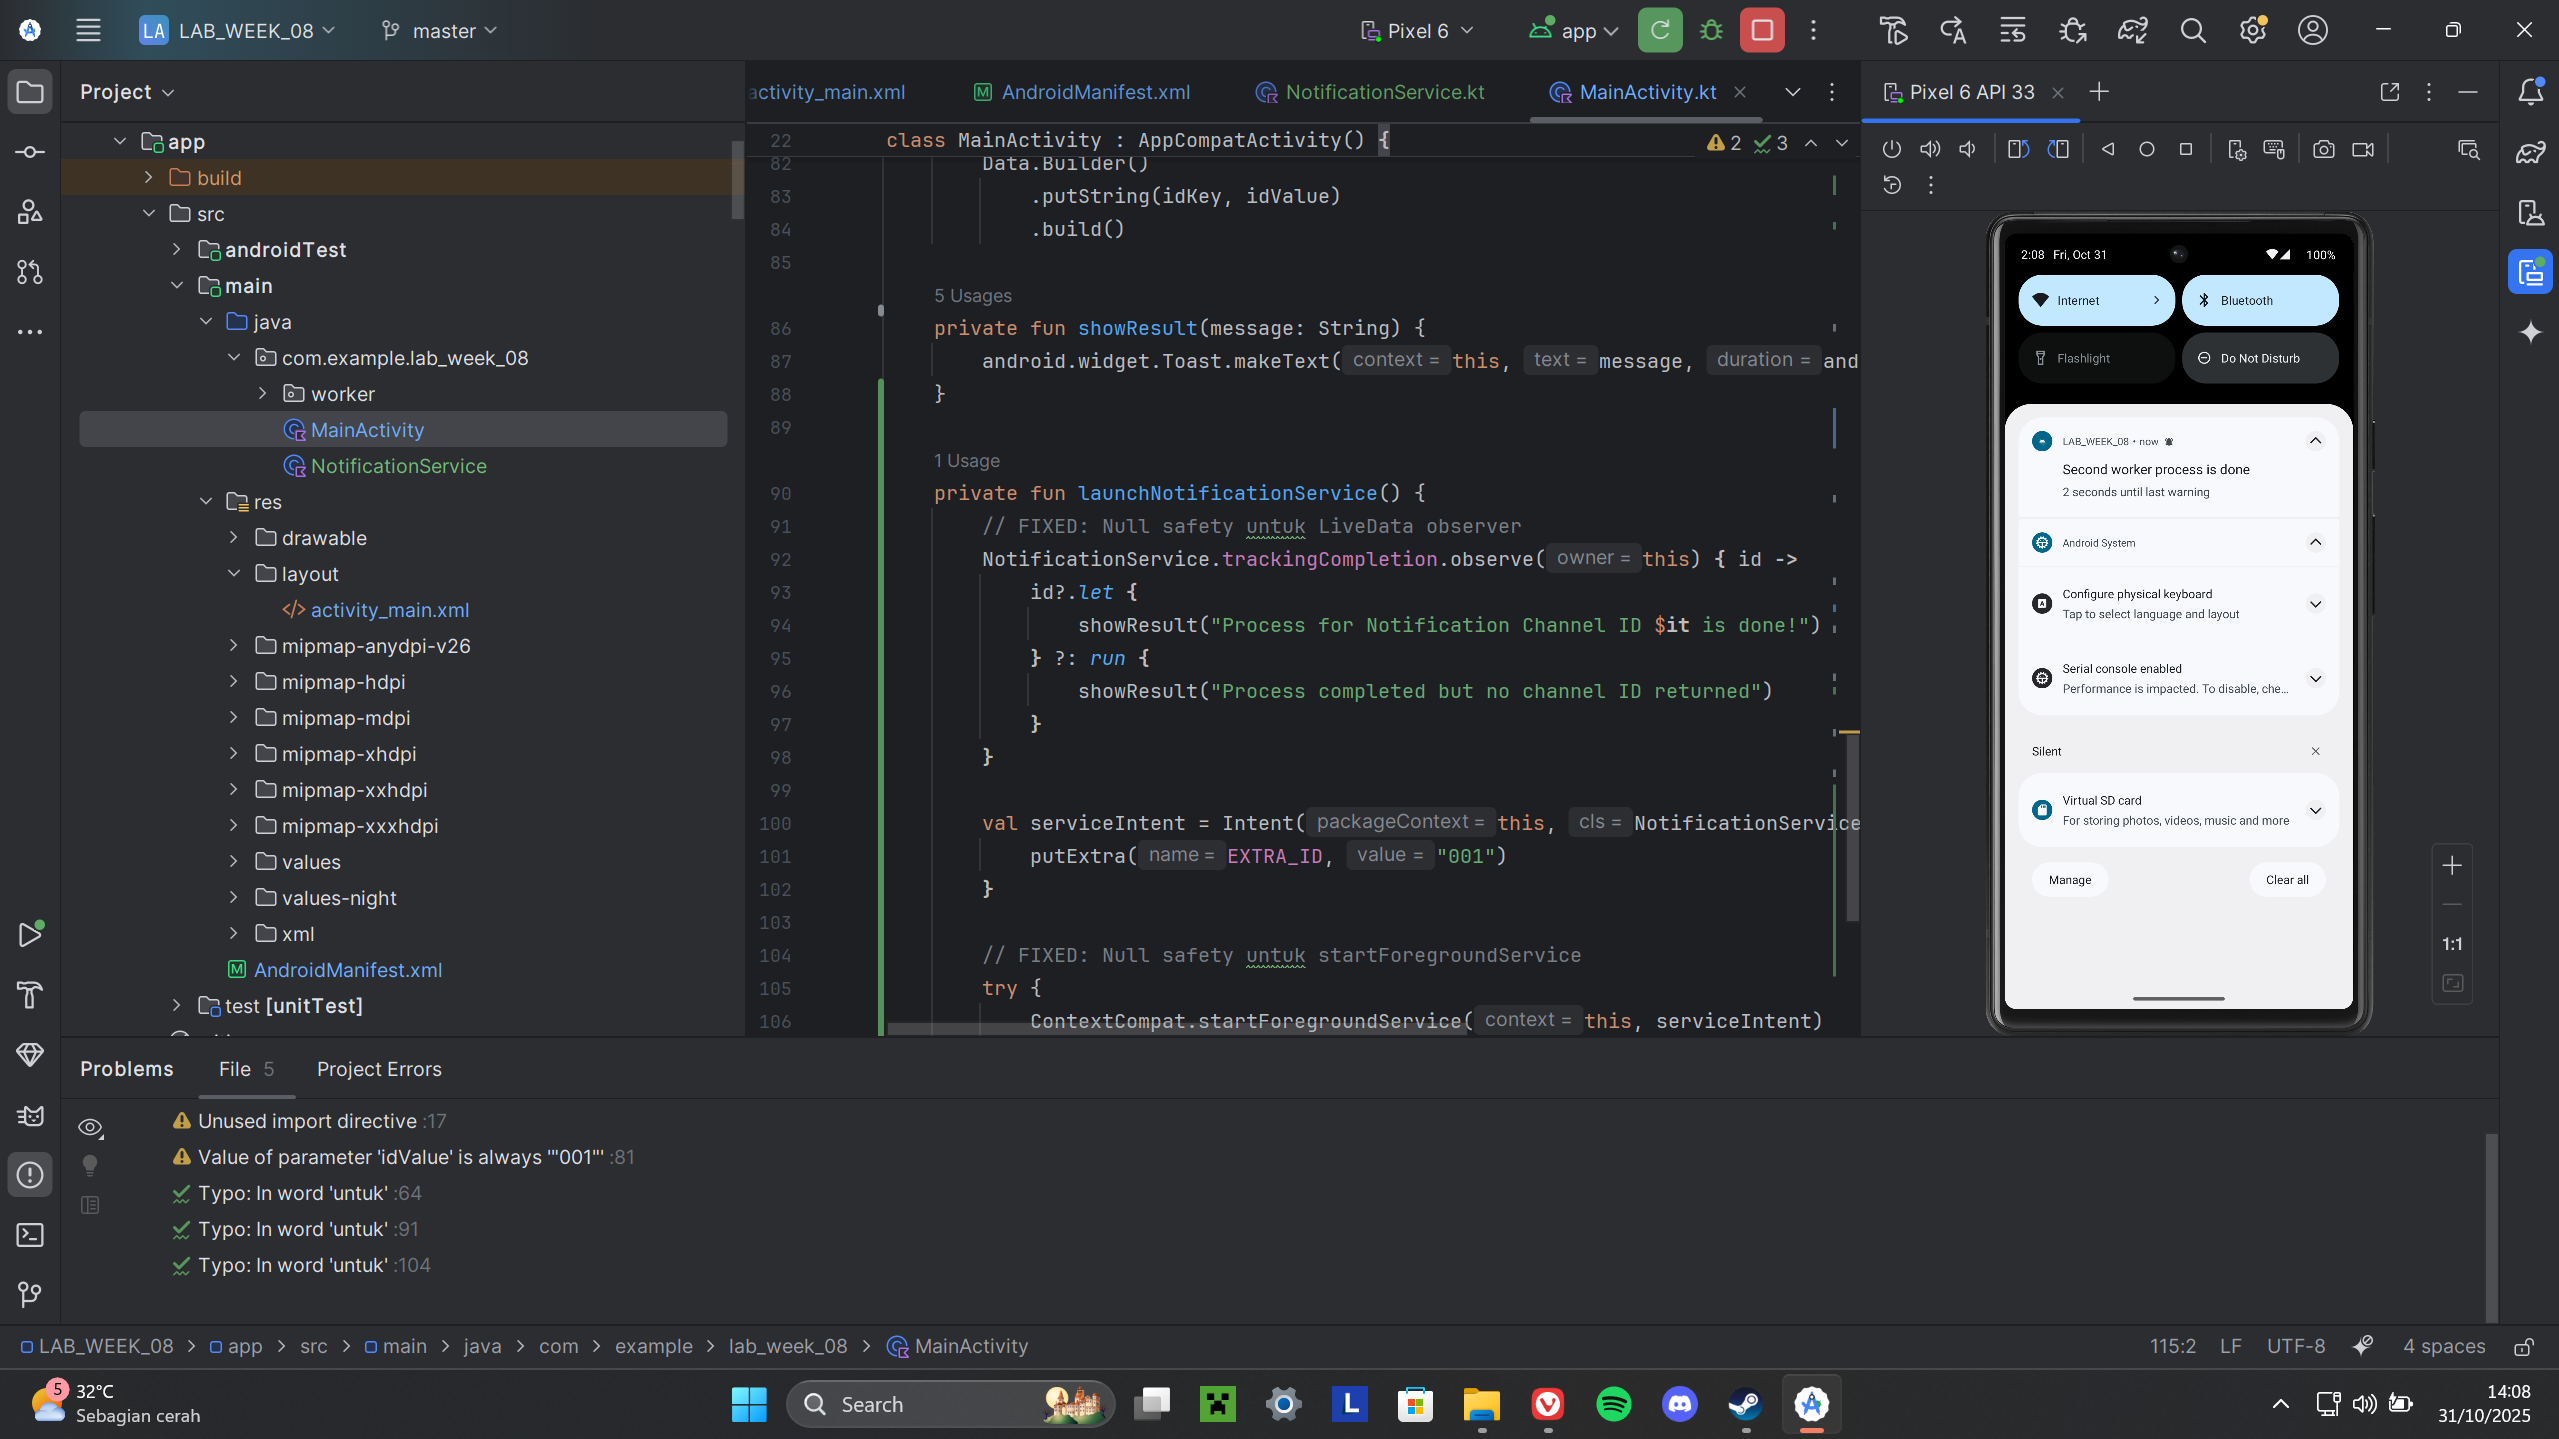 LA LAB_WEEK_08
master
Pixel 6
app
Project
app
build
src
androidTest
main
java
com.example.lab_week_08
worker
MainActivity
NotificationService
res
drawable
layout
activity_main.xml
mipmap-anydpi-v26
mipmap-hdpi
mipmap-mdpi
mipmap-xhdpi
mipmap-xxhdpi
mipmap-xxxhdpi
values
values-night
xml
AndroidManifest.xml
test [unitTest]
activity_main.xml
AndroidManifest.xml
NotificationService.kt
MainActivity.kt
22 class MainActivity : AppCompatActivity() {
2 3
82 Data.Builder()
83 .putString(idKey, idValue)
84 .build()
85
5 Usages
86 private fun showResult(message: String) {
87 android.widget.Toast.makeText( context = this, text = message, duration = and
88 }
89
1 Usage
90 private fun launchNotificationService() {
91 // FIXED: Null safety untuk LiveData observer
92 NotificationService.trackingCompletion.observe( owner = this) { id ->
93 id?.let {
94 showResult("Process for Notification Channel ID $it is done!")
95 } ?: run {
96 showResult("Process completed but no channel ID returned")
97 }
98 }
99
100 val serviceIntent = Intent( packageContext = this, cls = NotificationService
101 putExtra( name = EXTRA_ID, value = "001")
102 }
103
104 // FIXED: Null safety untuk startForegroundService
105 try {
106 ContextCompat.startForegroundService( context = this, serviceIntent)
Pixel 6 API 33
2:08 Fri, Oct 31 100%
Internet
Bluetooth
Flashlight
Do Not Disturb
LAB_WEEK_08 • now
Second worker process is done
2 seconds until last warning
Android System
Configure physical keyboard
Tap to select language and layout
Serial console enabled
Performance is impacted. To disable, che...
Silent
Virtual SD card
For storing photos, videos, music and more
Manage
Clear all
1:1
Problems
File 5
Project Errors
Unused import directive :17
Value of parameter 'idValue' is always '"001"' :81
Typo: In word 'untuk' :64
Typo: In word 'untuk' :91
Typo: In word 'untuk' :104
LAB_WEEK_08 > app > src > main > java > com > example > lab_week_08 > MainActivity
115:2 LF UTF-8 4 spaces
5
32°C
Sebagian cerah
Search
L
14:08
31/10/2025